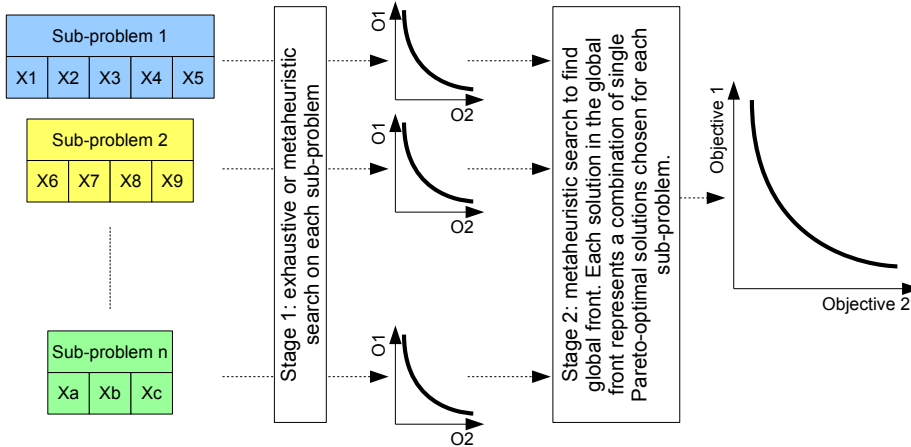 Sub-problem 1
X1 X2 X3 X4 X5
Sub-problem 2
X6 X7 X8 X9
Sub-problem n
Xa Xb Xc
Stage 1: exhaustive or metaheuristic
search on each sub-problem
O1
O2
O1
O2
O1
O2
Stage 2: metaheuristic search to find
global front. Each solution in the global
front represents a combination of single
Pareto-optimal solutions chosen for each
sub-problem.
Objective 1
Objective 2